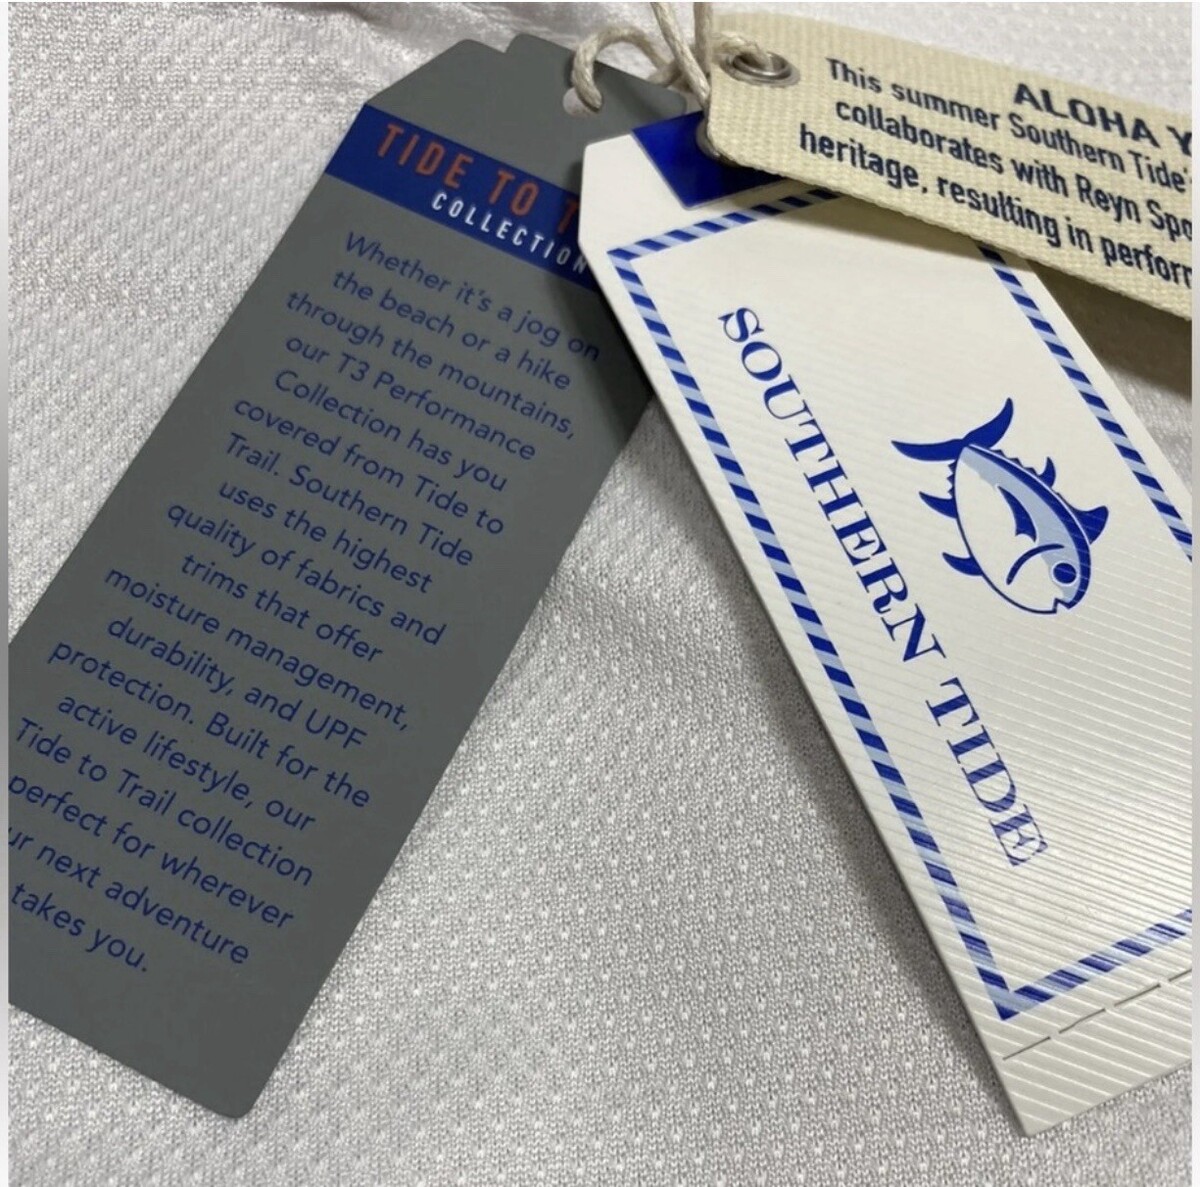 TIDE TO
COLLECTION
Whether it's a jog on
the beach or a hike
through the mountains,
our T3 Performance
Collection has you
covered from Tide to
Trail. Southern Tide
uses the highest
quality of fabrics and
trims that offer
moisture management,
durability, and UPF
protection. Built for the
active lifestyle, our
Tide to Trail collection
perfect for wherever
ur next adventure
takes you.
SOUTHERN TIDE
ALOHA Y
This summer Southern Tide'
collaborates with Reyn Spo
heritage, resulting in perform